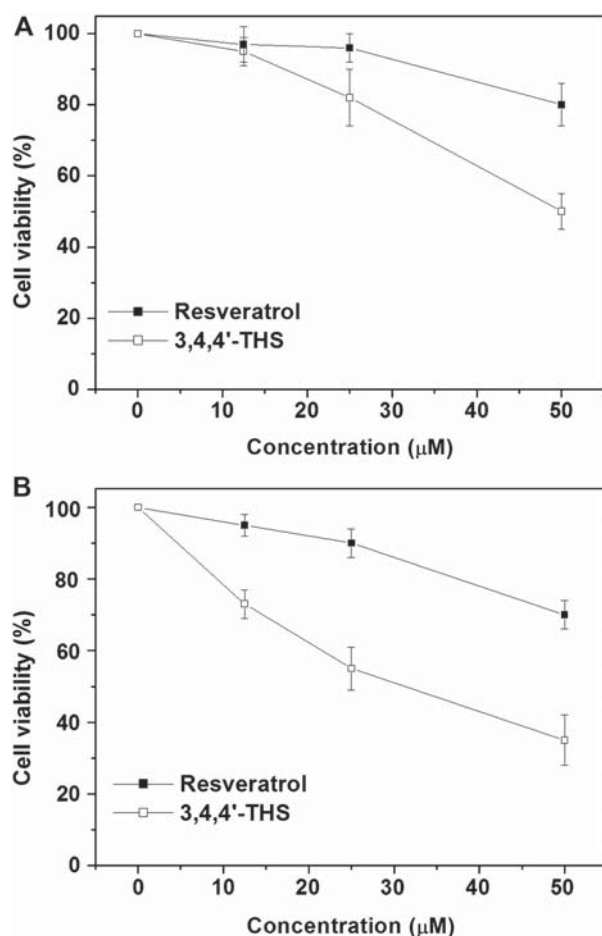 A
100
80
60
40
20
0
Cell viability (%)
Resveratrol
3,4,4'-THS
0 10 20 30 40 50
Concentration (μM)
B
100
80
60
40
20
0
Cell viability (%)
Resveratrol
3,4,4'-THS
0 10 20 30 40 50
Concentration (μM)